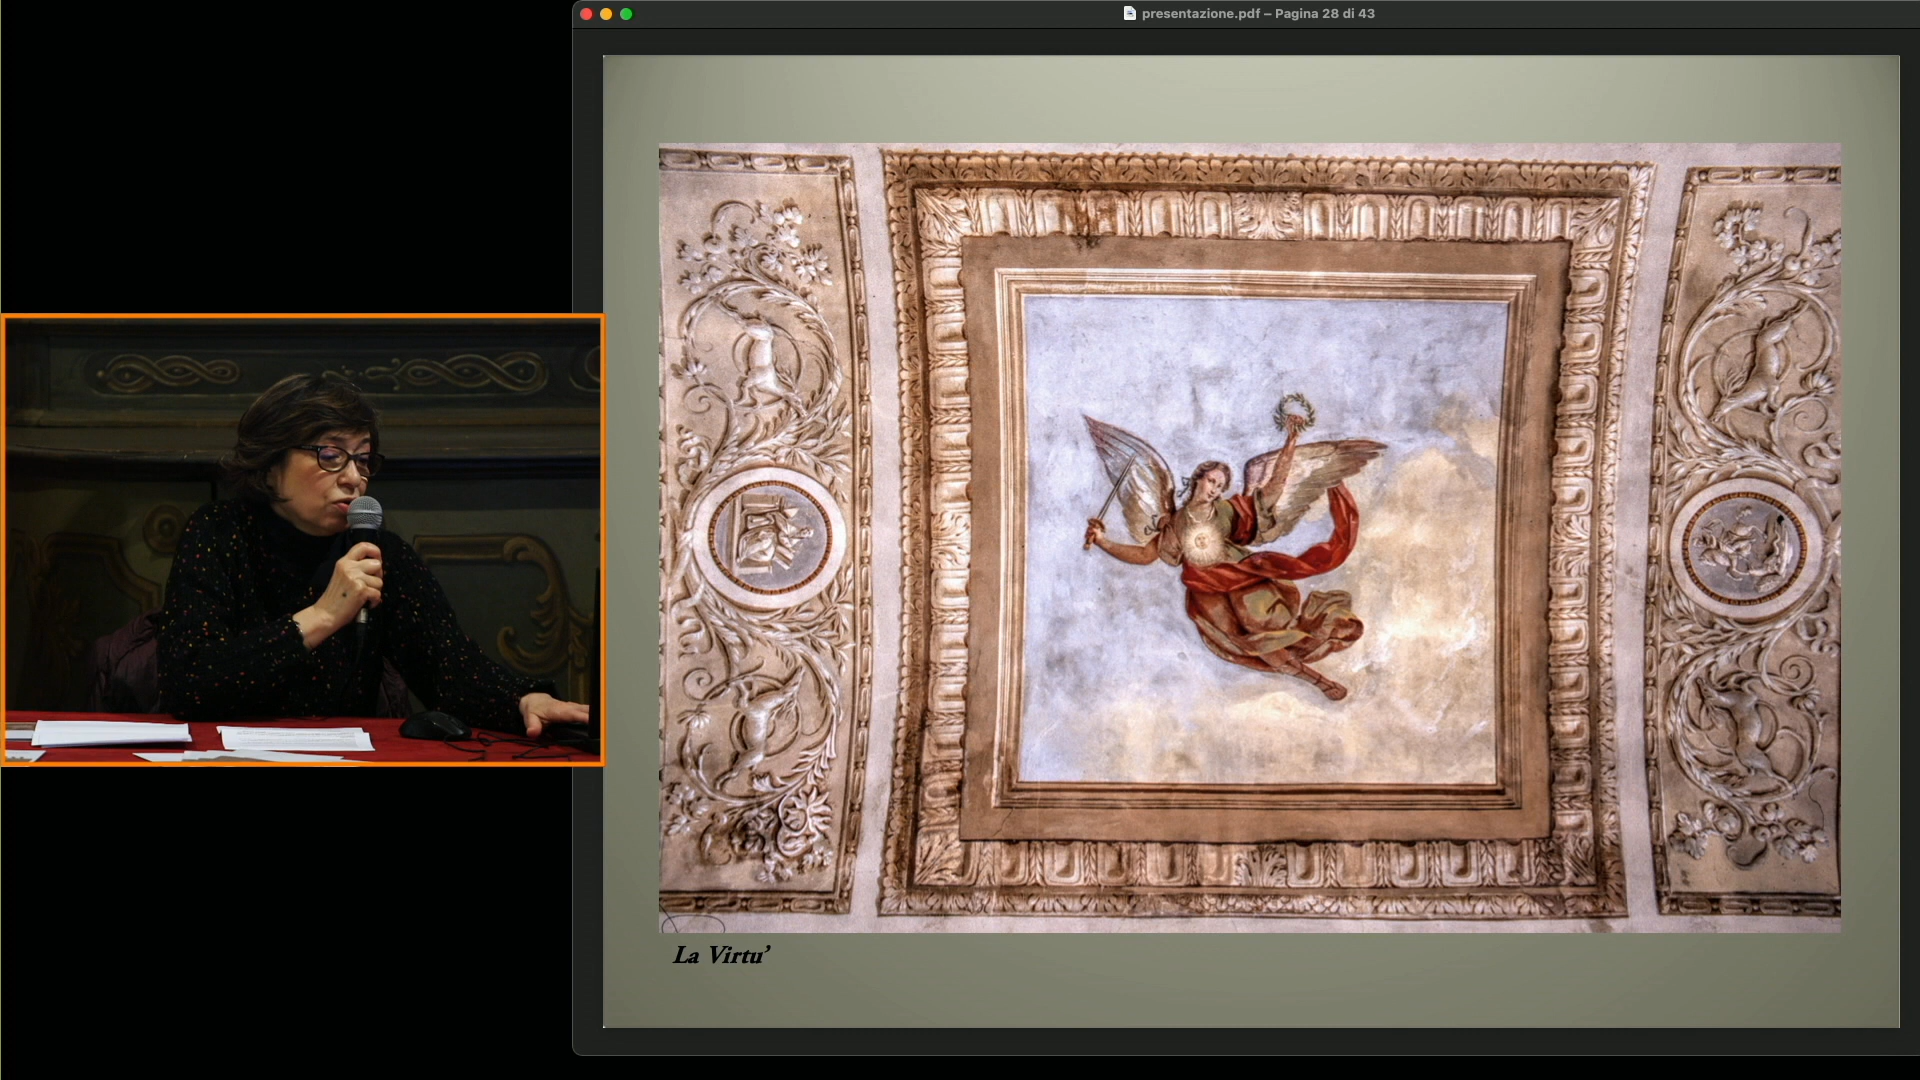 presentazione.pdf – Pagina 28 di 43
La Virtu’